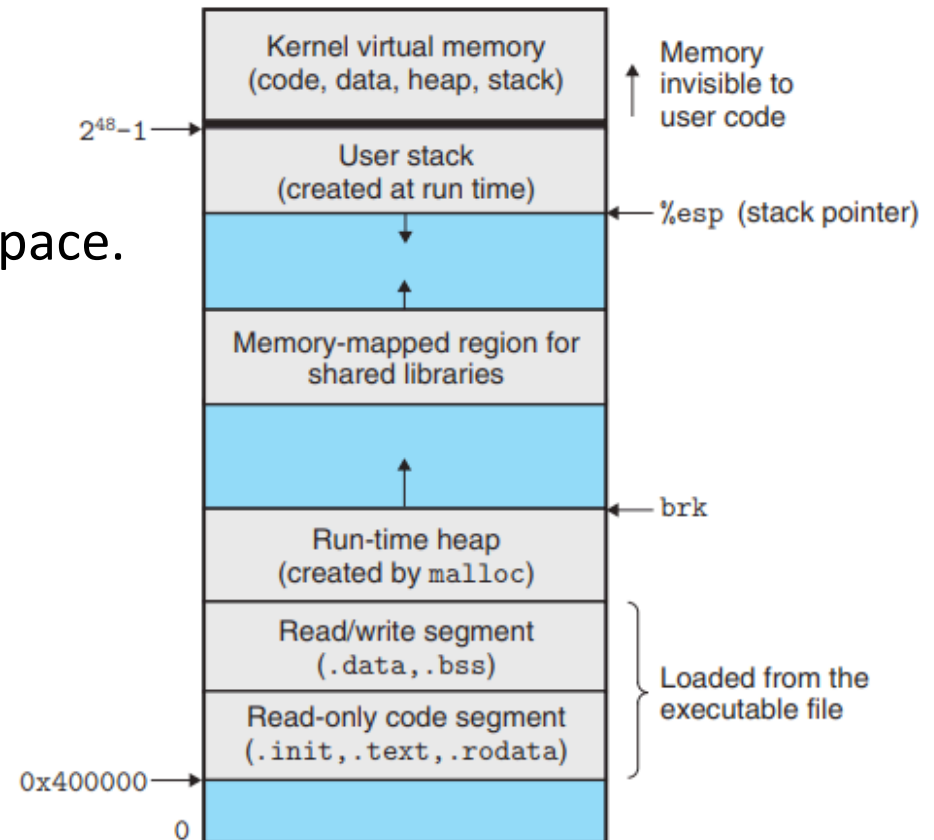 Kernel virtual memory
(code, data, heap, stack)
Memory
invisible to
user code
2⁴⁸-1
User stack
(created at run time)
%esp (stack pointer)
pace.
Memory-mapped region for
shared libraries
brk
Run-time heap
(created by malloc)
Read/write segment
(.data,.bss)
Loaded from the
executable file
Read-only code segment
(.init,.text,.rodata)
0x400000
0